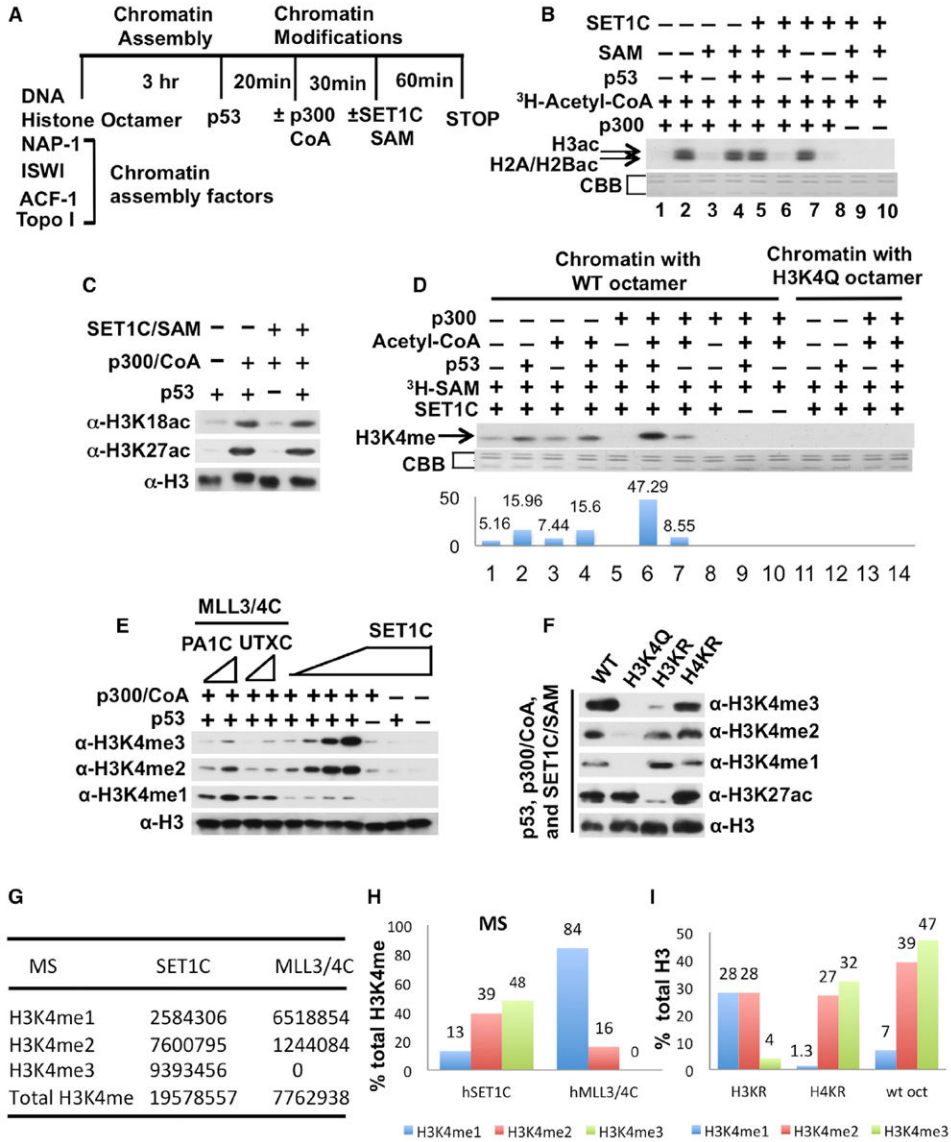 A
Chromatin Assembly
Chromatin Modifications
3 hr
20min
30min
60min
DNA
Histone Octamer
p53
± p300
CoA
±SET1C
SAM
STOP
NAP-1
ISWI
ACF-1
Topo I
Chromatin
assembly factors
B
SET1C – – – – + + + – + +
SAM – – + + + + – – + +
p53 – + – + + – + – + –
³H-Acetyl-CoA + + + + + + + + + +
p300 + + + + + + + + – –
H3ac
H2A/H2Bac
CBB
1 2 3 4 5 6 7 8 9 10
C
SET1C/SAM – – + +
p300/CoA – + + +
p53 + + – +
α-H3K18ac
α-H3K27ac
α-H3
D
Chromatin with
WT octamer
Chromatin with
H3K4Q octamer
p300 – – – – + + + + + + – – + +
Acetyl-CoA – – + + – + + – + + – – + +
p53 – + – + + + – – + – – + – +
³H-SAM + + + + + + + + + + + + + +
SET1C + + + + + + + + – – + + + +
H3K4me
CBB
50
0
5.16
15.96
7.44
15.6
47.29
8.55
1 2 3 4 5 6 7 8 9 10 11 12 13 14
E
MLL3/4C
PA1C UTXC
SET1C
p300/CoA + + + + + + + + + – –
p53 + + + + + + + + – + –
α-H3K4me3
α-H3K4me2
α-H3K4me1
α-H3
F
WT H3K4Q H3KR H4KR
p53, p300/CoA,
and SET1C/SAM
α-H3K4me3
α-H3K4me2
α-H3K4me1
α-H3K27ac
α-H3
G
MS SET1C MLL3/4C
H3K4me1 2584306 6518854
H3K4me2 7600795 1244084
H3K4me3 9393456 0
Total H3K4me 19578557 7762938
H
MS
% total H3K4me
100
80
60
40
20
0
13 39 48
84 16 0
hSET1C hMLL3/4C
H3K4me1 H3K4me2 H3K4me3
I
% total H3
50
40
30
20
10
0
28 28 4
1.3 27 32
7 39 47
H3KR H4KR wt oct
H3K4me1 H3K4me2 H3K4me3